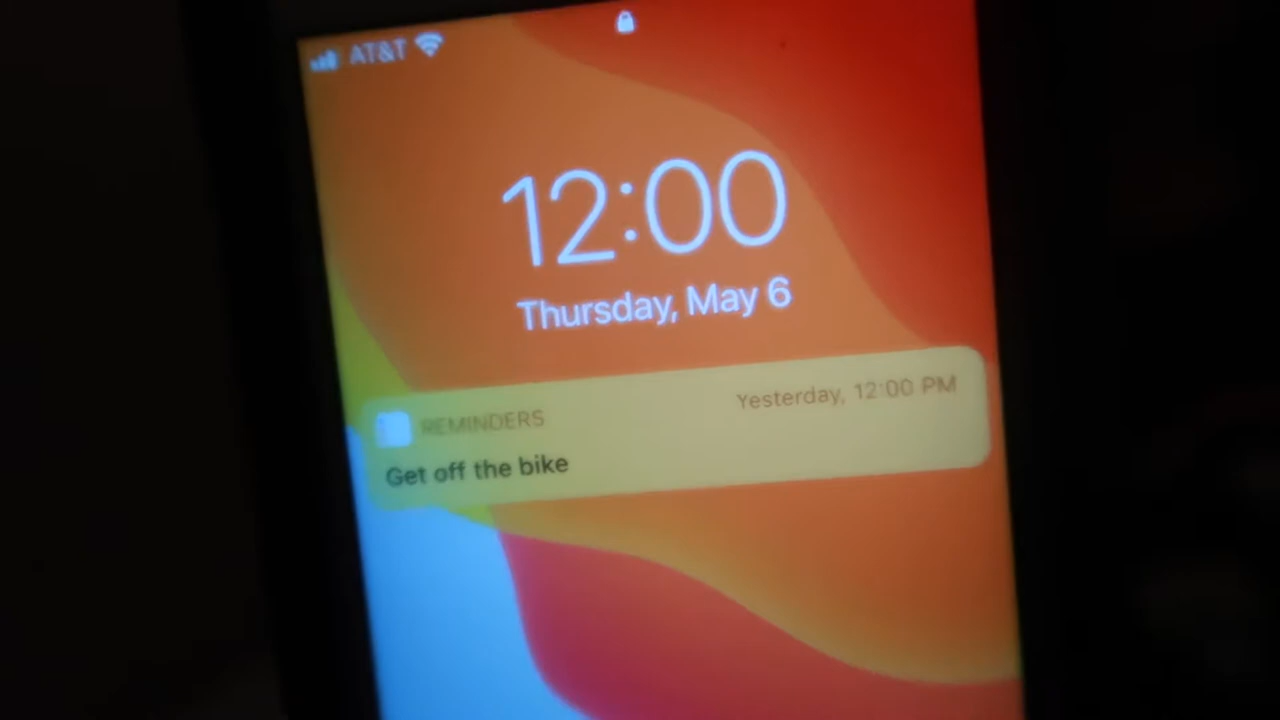 AT&T
12:00
Thursday, May 6
REMINDERS
Yesterday, 12:00 PM
Get off the bike